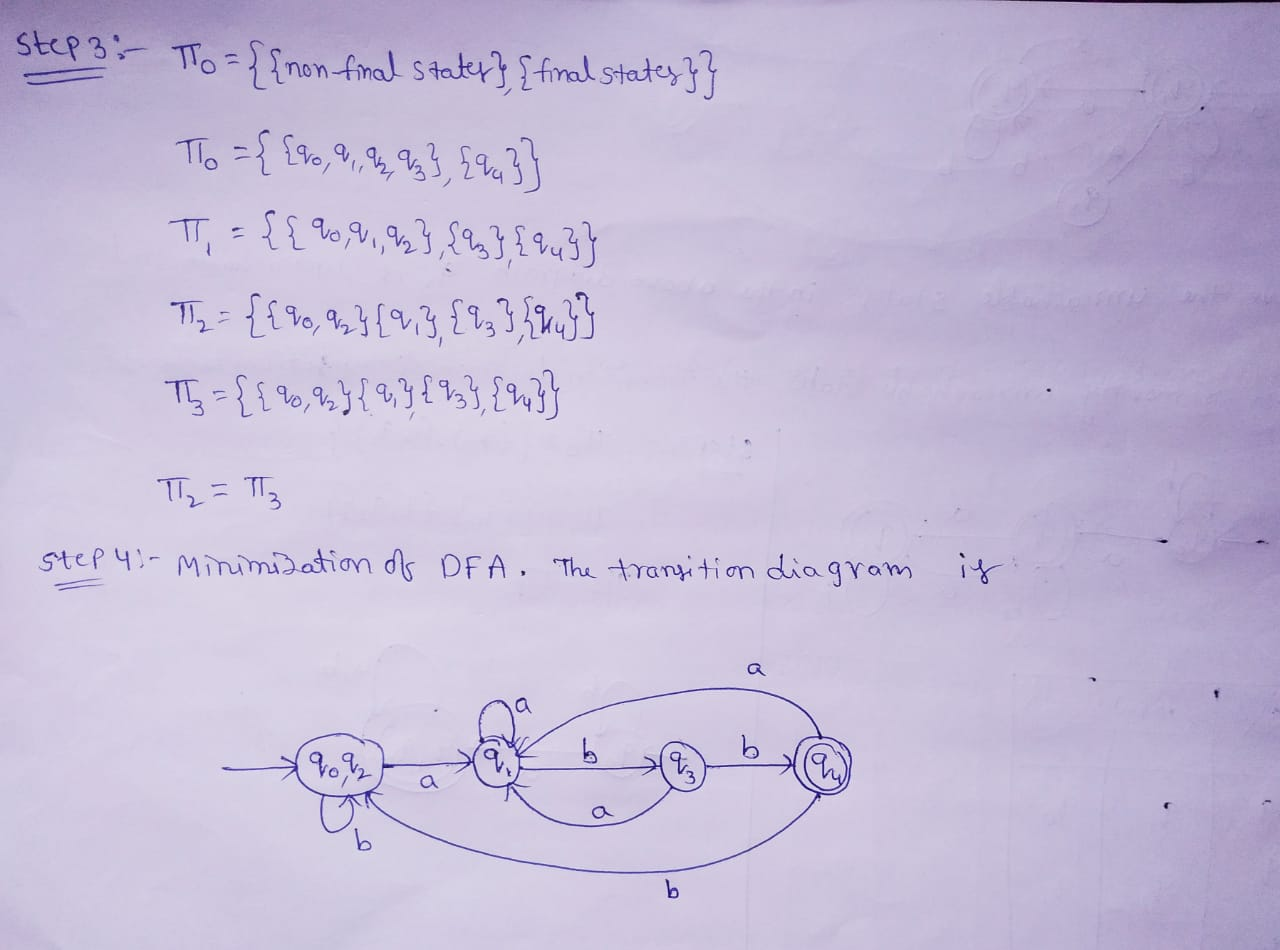 Step 3:- π₀ = {{non-final states}, {final states}}
π₀ = {{q₀, q₁, q₂, q₃}, {q₄}}
π₁ = {{q₀, q₁, q₂}, {q₃}, {q₄}}
π₂ = {{q₀, q₂}{q₁}, {q₃}, {q₄}}
π₃ = {{q₀, q₂}, {q₁}, {q₃}, {q₄}}
π₂ = π₃
Step 4:- Minimization of DFA. The transition diagram is
a
a
q₀,q₂ a q₁ b q₃ b q₄
a
b
b